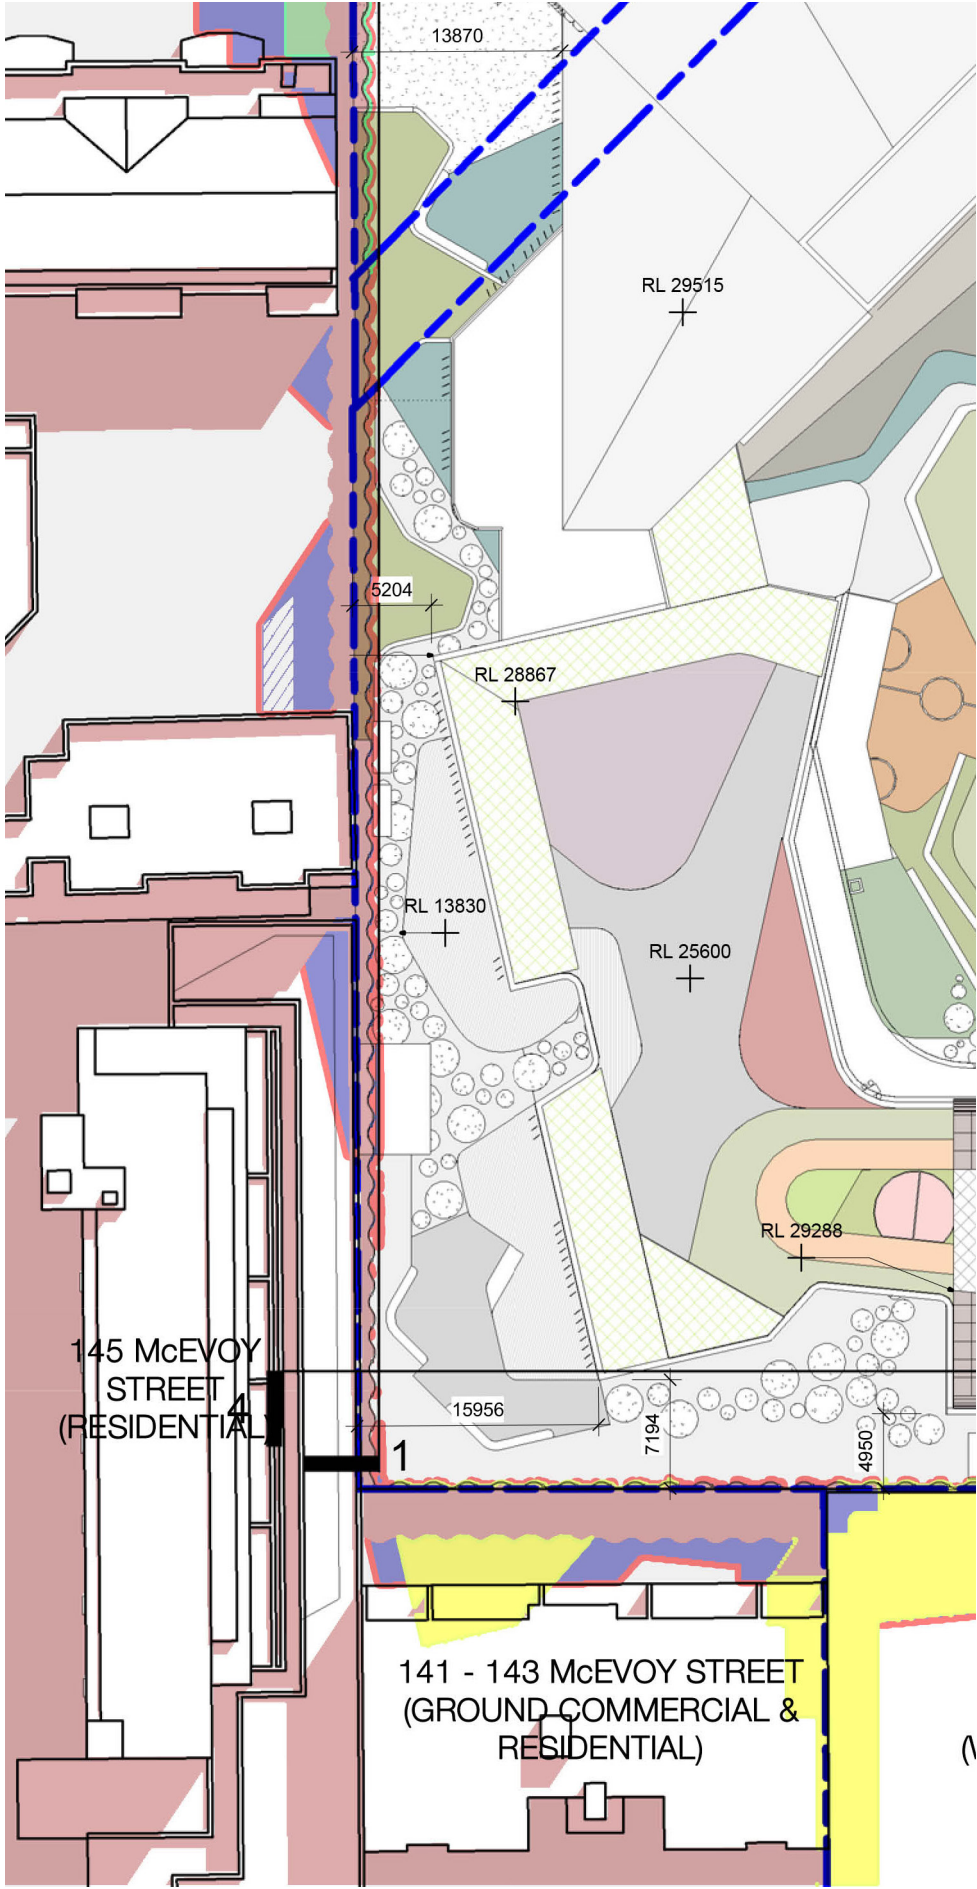 13870
RL 29515
5204
RL 28867
RL 13830
RL 25600
RL 29288
145 McEVOY
STREET
(RESIDENTIAL)
4
15956
7194
4950
1
141 - 143 McEVOY STREET
(GROUND COMMERCIAL &
RESIDENTIAL)